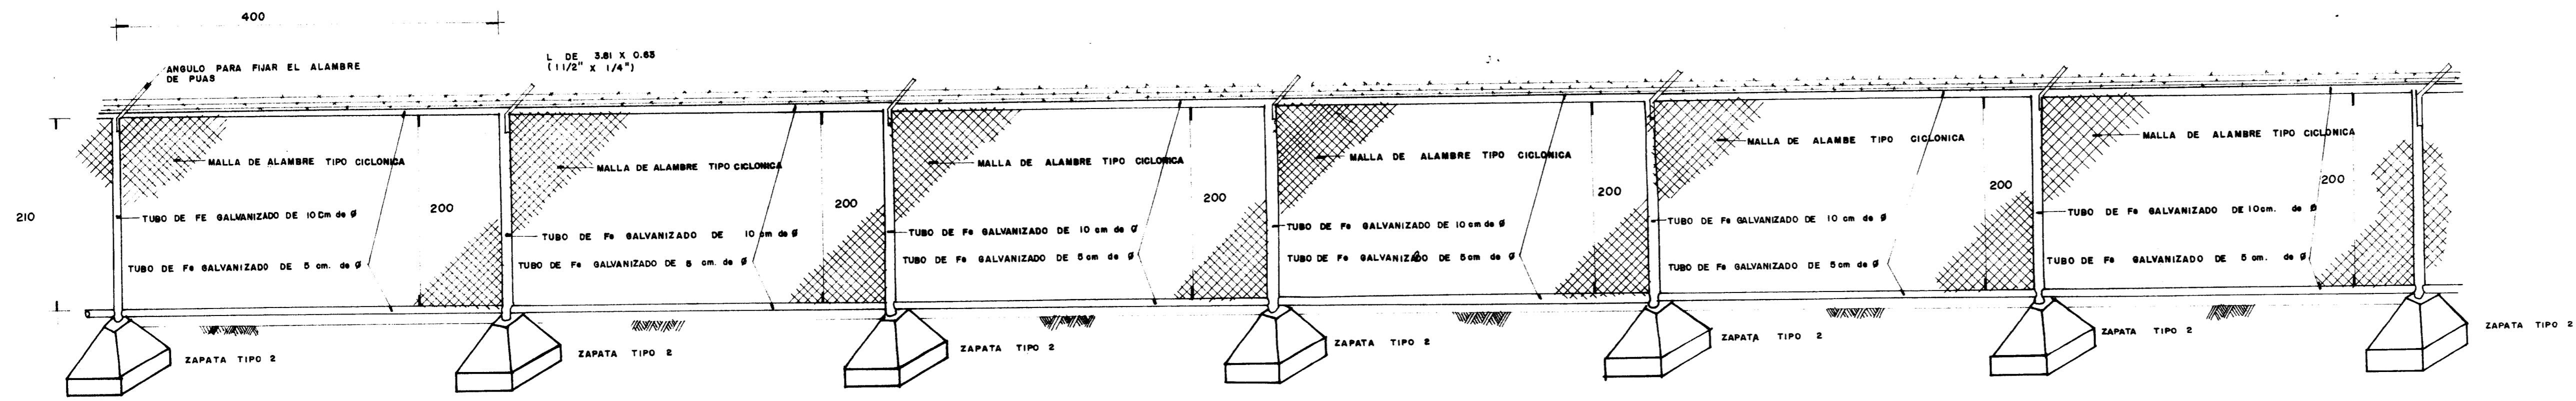 400
ANGULO PARA FIJAR EL ALAMBRE
DE PUAS
L DE 3.81 X 0.63
(1 1/2" X 1/4")
210
MALLA DE ALAMBRE TIPO CICLONICA
TUBO DE FE GALVANIZADO DE 10 Cm de Ø
200
TUBO DE Fe GALVANIZADO DE 5 cm. de Ø
ZAPATA TIPO 2
MALLA DE ALAMBRE TIPO CICLONICA
200
TUBO DE Fe GALVANIZADO DE 10 cm de Ø
TUBO DE Fe GALVANIZADO DE 5 cm. de Ø
ZAPATA TIPO 2
MALLA DE ALAMBRE TIPO CICLONICA
200
TUBO DE Fe GALVANIZADO DE 10 cm de Ø
TUBO DE Fe GALVANIZADO DE 5 cm de Ø
ZAPATA TIPO 2
MALLA DE ALAMBRE TIPO CICLONICA
200
TUBO DE Fe GALVANIZADO DE 10 cm de Ø
TUBO DE Fe GALVANIZADO DE 5 cm de Ø
ZAPATA TIPO 2
MALLA DE ALAMBE TIPO CICLONICA
200
TUBO DE Fe GALVANIZADO DE 10 cm de Ø
TUBO DE Fe GALVANIZADO DE 5 cm de Ø
ZAPATA TIPO 2
MALLA DE ALAMBRE TIPO CICLONICA
200
TUBO DE Fe GALVANIZADO DE 10 cm. de Ø
TUBO DE Fe GALVANIZADO DE 5 cm. de Ø
ZAPATA TIPO 2
ZAPATA TIPO 2